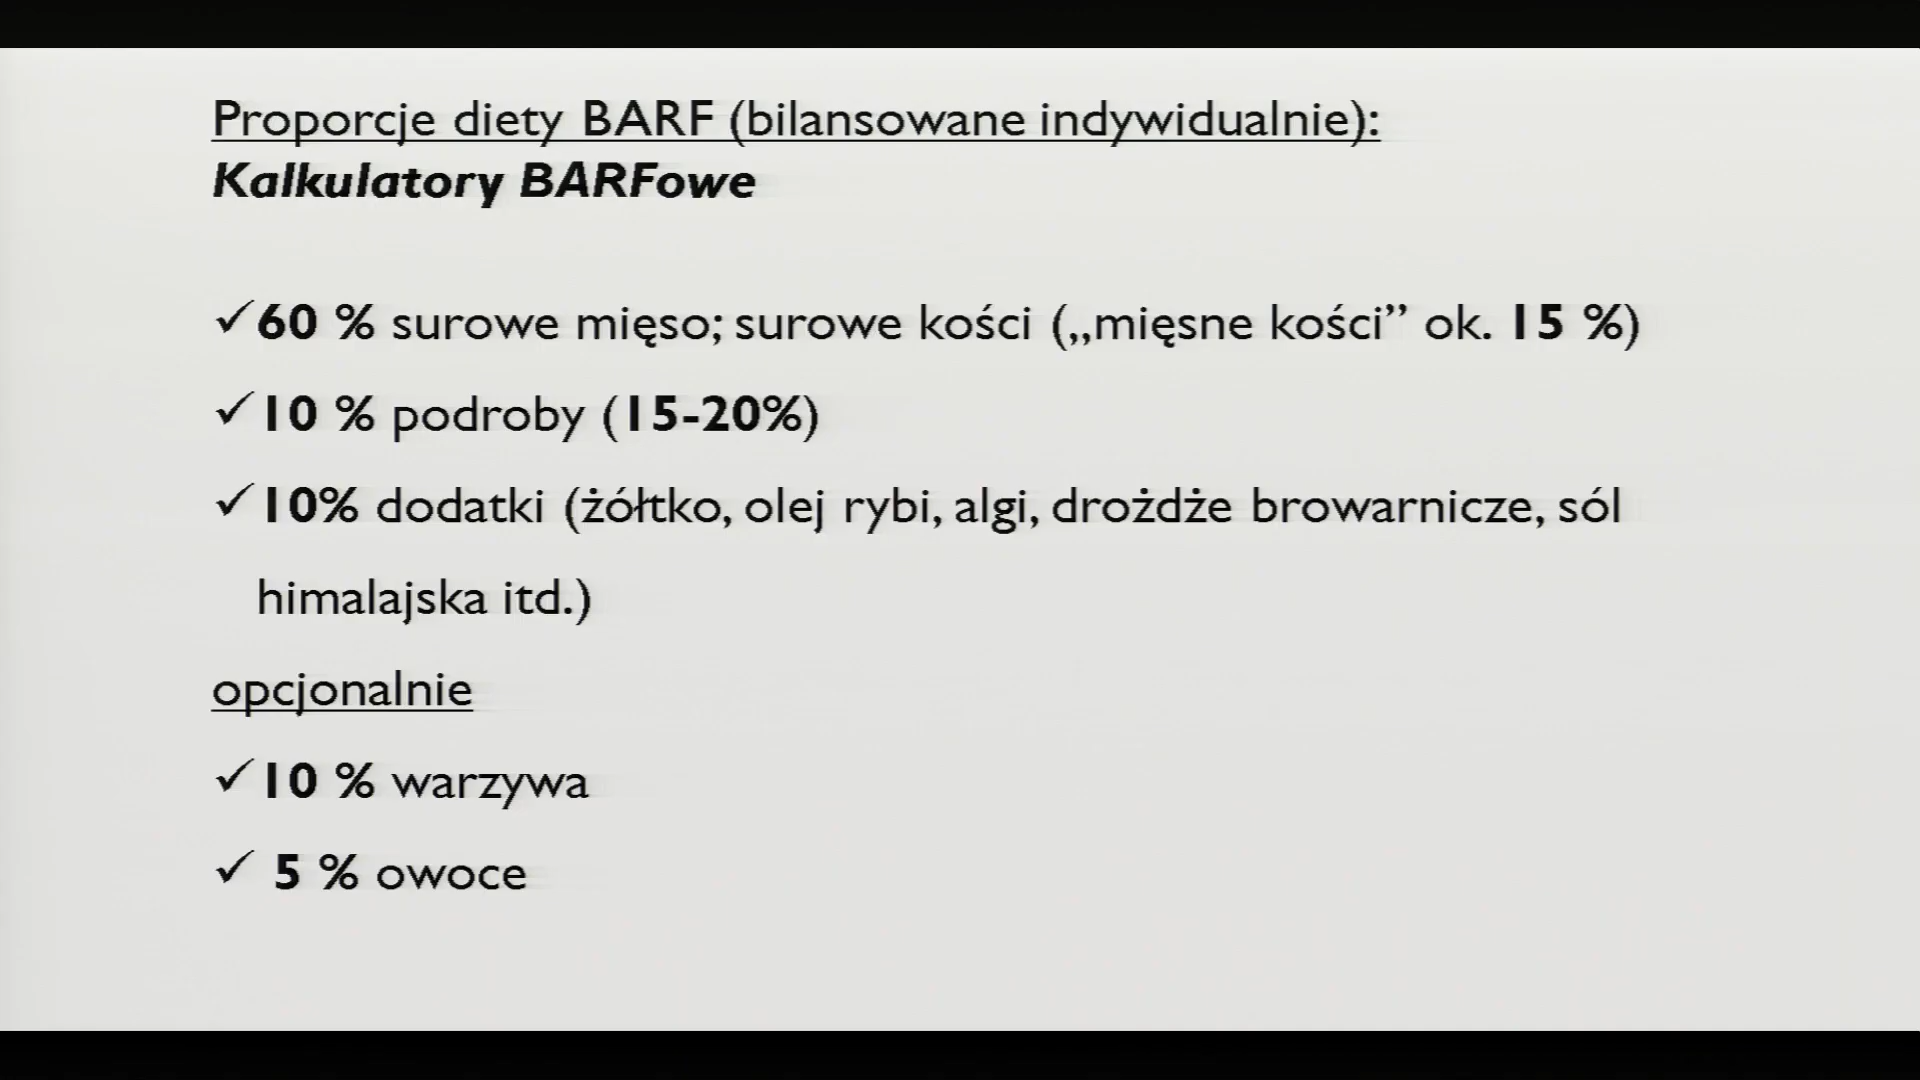 Proporcje diety BARF (bilansowane indywidualnie):
Kalkulatory BARFowe
✓60 % surowe mięso; surowe kości („mięsne kości” ok. 15 %)
✓10 % podroby (15-20%)
✓10% dodatki (żółtko, olej rybi, algi, drożdże browarnicze, sól
himalajska itd.)
opcjonalnie
✓10 % warzywa
✓ 5 % owoce